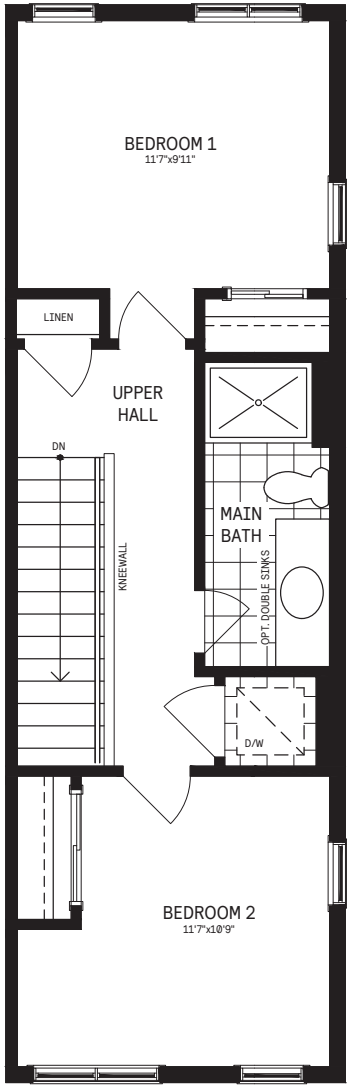 BEDROOM 1
11'7"x9'11"
LINEN
UPPER
HALL
DN
KNEEWALL
MAIN
BATH
OPT. DOUBLE SINKS
D/W
BEDROOM 2
11'7"x10'9"